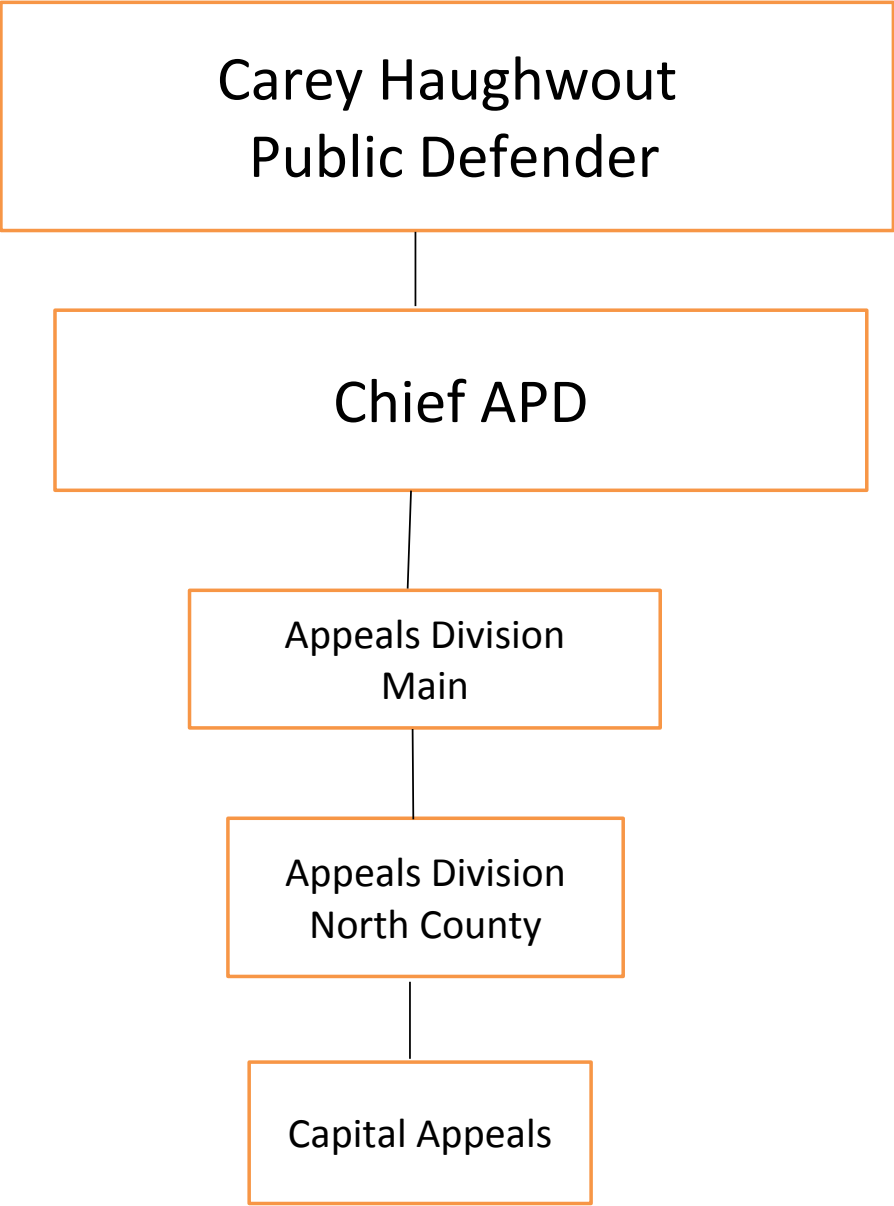 Carey Haughwout
Public Defender
Chief APD
Appeals Division
Main
Appeals Division
North County
Capital Appeals